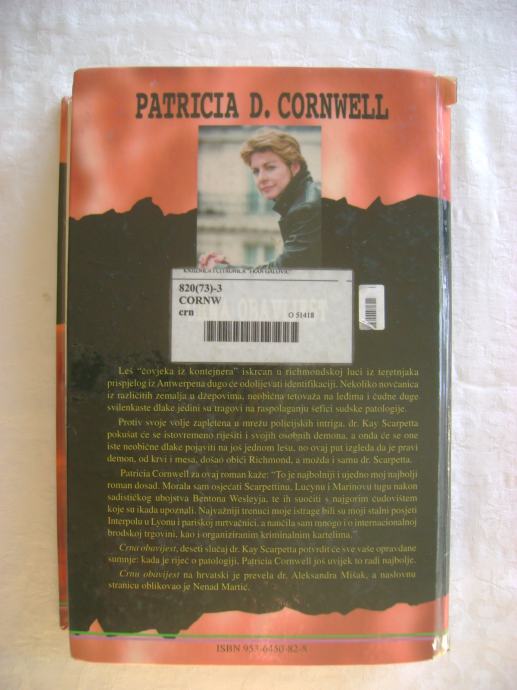 PATRICIA D. CORNWELL
KNJIŽNICA I ČITAONICA "FRAN GALOVIĆ"
820(73)-3
CORNW
crn
O 51418
OBAVIJEST
Leš "čovjeka iz kontejnera" iskrcan u richmondskoj luci iz teretnjaka
prispjelog iz Antwerpena dugo će odolijevati identifikaciji. Nekoliko novčanica
iz različitih zemalja u džepovima, neobična tetovaža na leđima i čudne duge
svilenkaste dlake jedini su tragovi na raspolaganju šefici sudske patologije.
Protiv svoje volje zapletena u mrežu policijskih intriga. dr. Kay Scarpetta
pokušat će se istovremeno riješiti i svojih osobnih demona, a onda će se one
iste neobične dlake pojaviti na još jednom lešu, no ovaj put izgleda da je pravi
demon, od krvi i mesa, došao obići Richmond, a možda i samu dr. Scarpetta.
Patricia Cornwell za ovaj roman kaže: "To je najbolniji i ujedno moj najbolji
roman dosad. Morala sam osjećati Scarpettinu, Lucynu i Marinovu tugu nakon
sadističkog ubojstva Bentona Wesleyja, te ih suočiti s najgorim čudovištem
koje su ikada upoznali. Najvažniji trenuci moje istrage bili su moji stalni posjeti
Interpolu u Lyonu i pariškoj mrtvačnici, a naučila sam mnogo i o internacionalnoj
brodskoj trgovini, kao i organiziranim kriminalnim kartelima."
Crna obavijest, deseti slučaj dr. Kay Scarpetta potvrdit će sve vaše opravdane
sumnje: kada je riječ o patologiji, Patricia Cornwell još uvijek to radi najbolje.
Crnu obavijest na hrvatski je prevela dr. Aleksandra Mišak, a naslovnu
stranicu oblikovao je Nenad Martić.
ISBN 953-6450-82-8